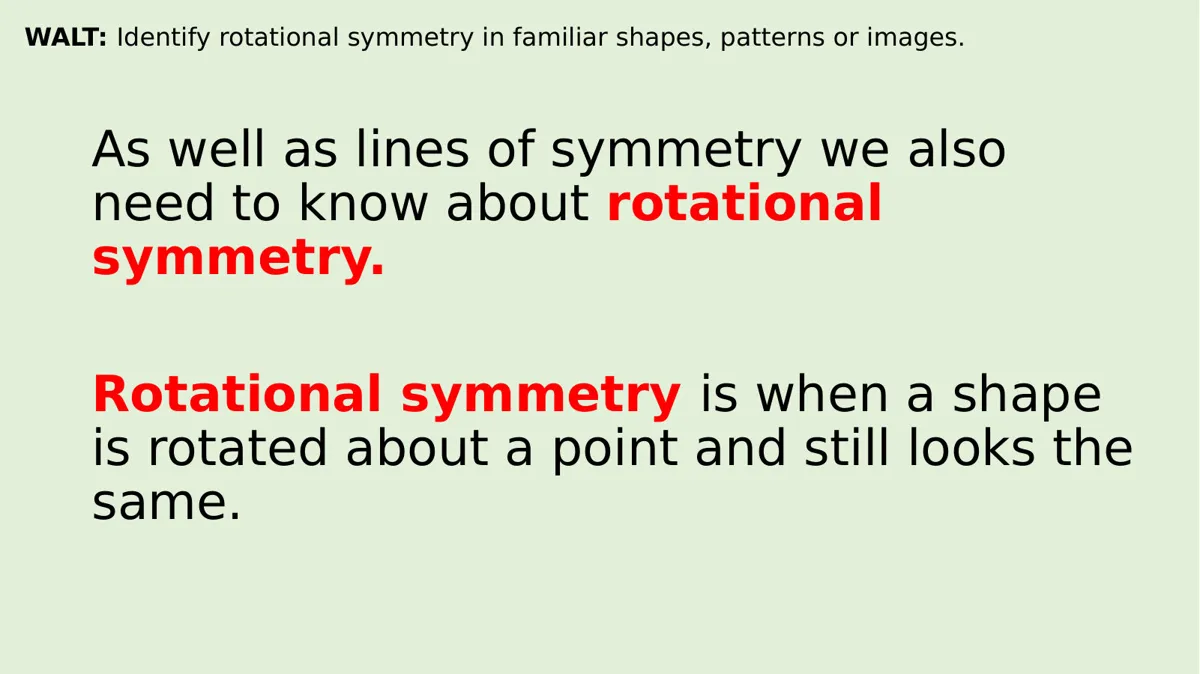 WALT: Identify rotational symmetry in familiar shapes, patterns or images.
As well as lines of symmetry we also
need to know about rotational
symmetry.
Rotational symmetry is when a shape
is rotated about a point and still looks the
same.